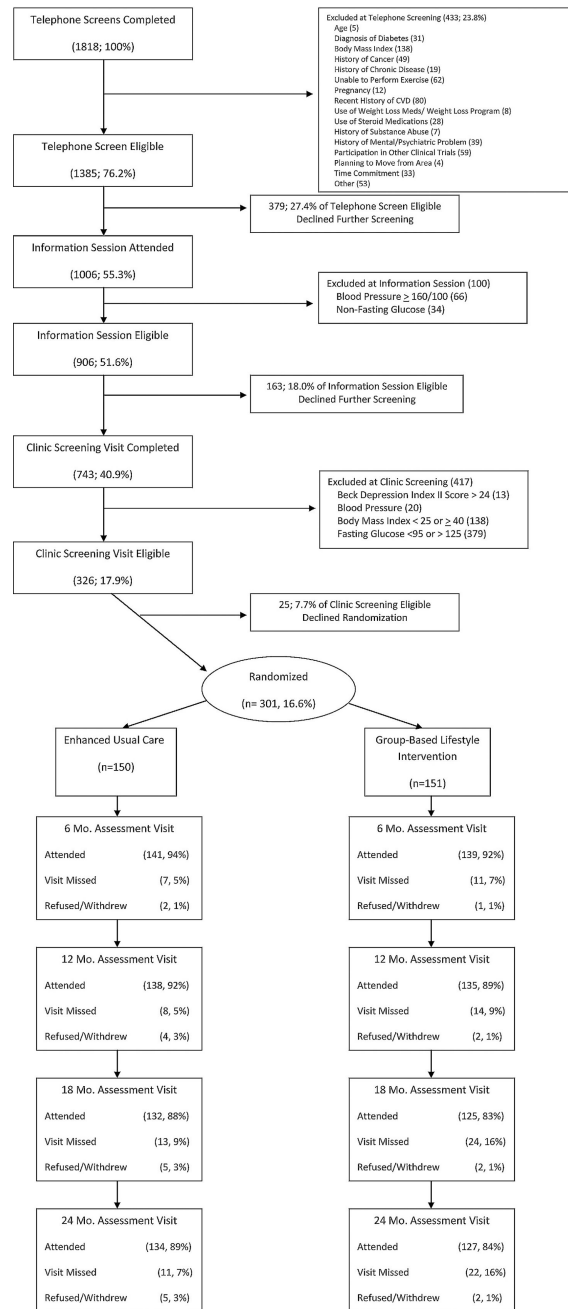 Telephone Screens Completed
(1818; 100%)
Excluded at Telephone Screening (433; 23.8%)
Age (5)
Diagnosis of Diabetes (31)
Body Mass Index (138)
History of Cancer (49)
History of Chronic Disease (19)
Unable to Perform Exercise (62)
Pregnancy (12)
Recent History of CVD (80)
Use of Weight Loss Meds/ Weight Loss Program (8)
Use of Steroid Medications (28)
History of Substance Abuse (7)
History of Mental/Psychiatric Problem (39)
Participation in Other Clinical Trials (59)
Planning to Move from Area (4)
Time Commitment (33)
Other (53)
Telephone Screen Eligible
(1385; 76.2%)
379; 27.4% of Telephone Screen Eligible
Declined Further Screening
Information Session Attended
(1006; 55.3%)
Excluded at Information Session (100)
Blood Pressure ≥ 160/100 (66)
Non-Fasting Glucose (34)
Information Session Eligible
(906; 51.6%)
163; 18.0% of Information Session Eligible
Declined Further Screening
Clinic Screening Visit Completed
(743; 40.9%)
Excluded at Clinic Screening (417)
Beck Depression Index II Score > 24 (13)
Blood Pressure (20)
Body Mass Index < 25 or ≥ 40 (138)
Fasting Glucose <95 or > 125 (379)
Clinic Screening Visit Eligible
(326; 17.9%)
25; 7.7% of Clinic Screening Eligible
Declined Randomization
Randomized
(n= 301, 16.6%)
Enhanced Usual Care
(n=150)
Group-Based Lifestyle
Intervention
(n=151)
6 Mo. Assessment Visit
Attended (141, 94%)
Visit Missed (7, 5%)
Refused/Withdrew (2, 1%)
6 Mo. Assessment Visit
Attended (139, 92%)
Visit Missed (11, 7%)
Refused/Withdrew (1, 1%)
12 Mo. Assessment Visit
Attended (138, 92%)
Visit Missed (8, 5%)
Refused/Withdrew (4, 3%)
12 Mo. Assessment Visit
Attended (135, 89%)
Visit Missed (14, 9%)
Refused/Withdrew (2, 1%)
18 Mo. Assessment Visit
Attended (132, 88%)
Visit Missed (13, 9%)
Refused/Withdrew (5, 3%)
18 Mo. Assessment Visit
Attended (125, 83%)
Visit Missed (24, 16%)
Refused/Withdrew (2, 1%)
24 Mo. Assessment Visit
Attended (134, 89%)
Visit Missed (11, 7%)
Refused/Withdrew (5, 3%)
24 Mo. Assessment Visit
Attended (127, 84%)
Visit Missed (22, 16%)
Refused/Withdrew (2, 1%)